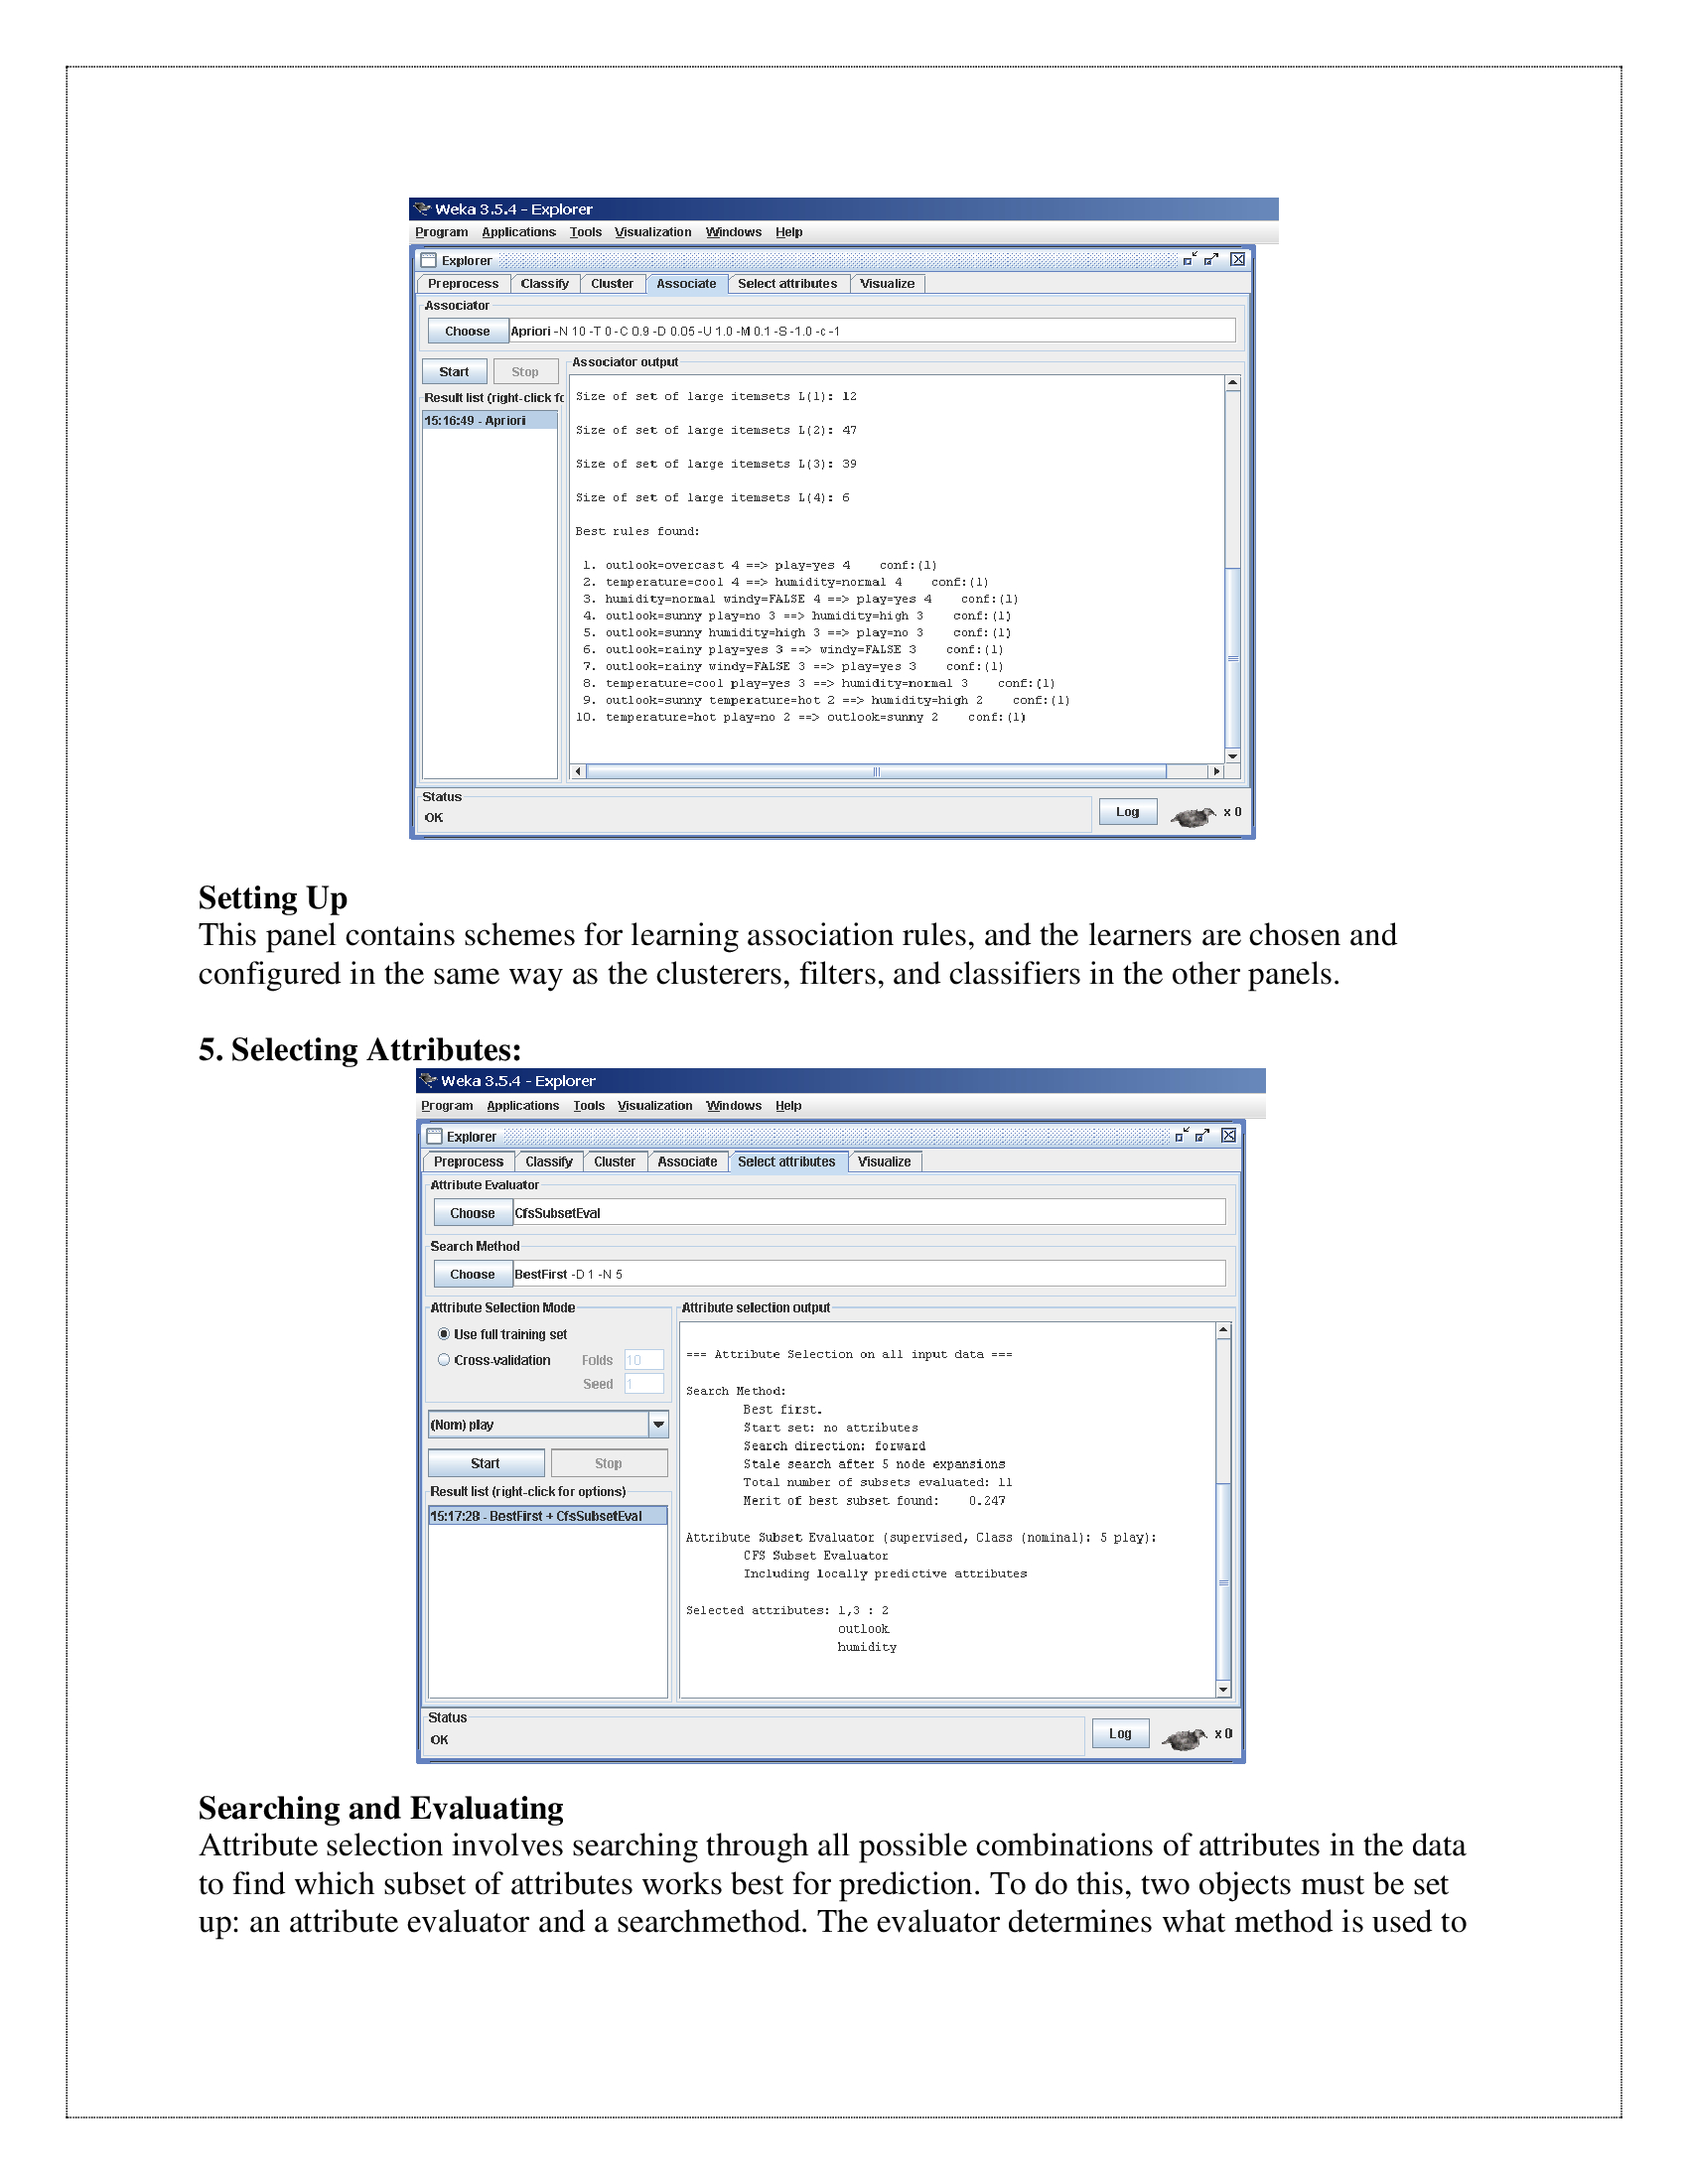 Weka 3.5.4 - Explorer
Program Applications Tools Visualization Windows Help
Explorer
Preprocess Classify Cluster Associate Select attributes Visualize
Associator
Choose Apriori -N 10 -T 0 -C 0.9 -D 0.05 -U 1.0 -M 0.1 -S -1.0 -c -1
Start Stop
Result list (right-click fo
15:16:49 - Apriori
Associator output
Size of set of large itemsets L(1): 12
Size of set of large itemsets L(2): 47
Size of set of large itemsets L(3): 39
Size of set of large itemsets L(4): 6
Best rules found:
1. outlook=overcast 4 ==> play=yes 4 conf:(1)
2. temperature=cool 4 ==> humidity=normal 4 conf:(1)
3. humidity=normal windy=FALSE 4 ==> play=yes 4 conf:(1)
4. outlook=sunny play=no 3 ==> humidity=high 3 conf:(1)
5. outlook=sunny humidity=high 3 ==> play=no 3 conf:(1)
6. outlook=rainy play=yes 3 ==> windy=FALSE 3 conf:(1)
7. outlook=rainy windy=FALSE 3 ==> play=yes 3 conf:(1)
8. temperature=cool play=yes 3 ==> humidity=normal 3 conf:(1)
9. outlook=sunny temperature=hot 2 ==> humidity=high 2 conf:(1)
10. temperature=hot play=no 2 ==> outlook=sunny 2 conf:(1)
Status
OK
Log x 0
Setting Up
This panel contains schemes for learning association rules, and the learners are chosen and
configured in the same way as the clusterers, filters, and classifiers in the other panels.
5. Selecting Attributes:
Weka 3.5.4 - Explorer
Program Applications Tools Visualization Windows Help
Explorer
Preprocess Classify Cluster Associate Select attributes Visualize
Attribute Evaluator
Choose CfsSubsetEval
Search Method
Choose BestFirst -D 1 -N 5
Attribute Selection Mode
Use full training set
Cross-validation Folds 10
Seed 1
(Nom) play
Start Stop
Result list (right-click for options)
15:17:28 - BestFirst + CfsSubsetEval
Attribute selection output
=== Attribute Selection on all input data ===
Search Method:
Best first.
Start set: no attributes
Search direction: forward
Stale search after 5 node expansions
Total number of subsets evaluated: 11
Merit of best subset found: 0.247
Attribute Subset Evaluator (supervised, Class (nominal): 5 play):
CFS Subset Evaluator
Including locally predictive attributes
Selected attributes: 1,3 : 2
outlook
humidity
Status
OK
Log x 0
Searching and Evaluating
Attribute selection involves searching through all possible combinations of attributes in the data
to find which subset of attributes works best for prediction. To do this, two objects must be set
up: an attribute evaluator and a searchmethod. The evaluator determines what method is used to